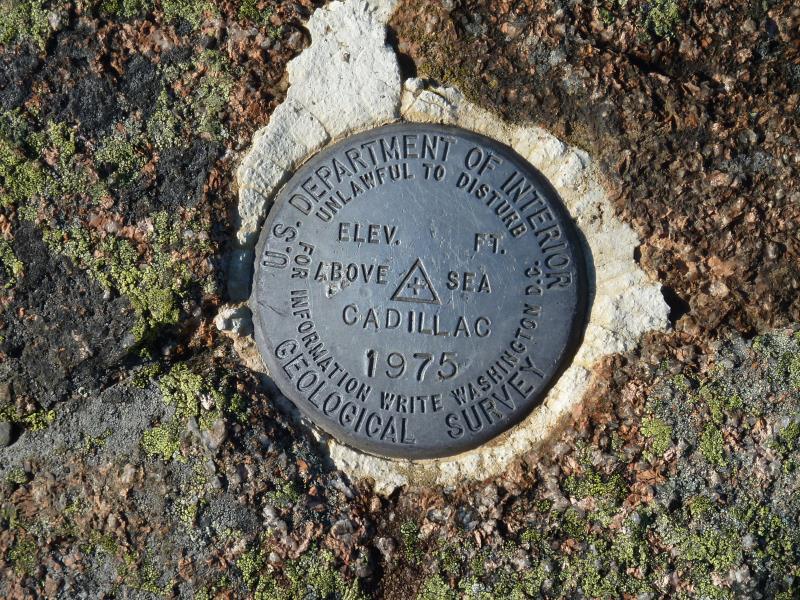 U.S. DEPARTMENT OF INTERIOR
UNLAWFUL TO DISTURB
ELEV. FT.
ABOVE SEA
CADILLAC
1975
FOR INFORMATION WRITE WASHINGTON D.C.
GEOLOGICAL SURVEY